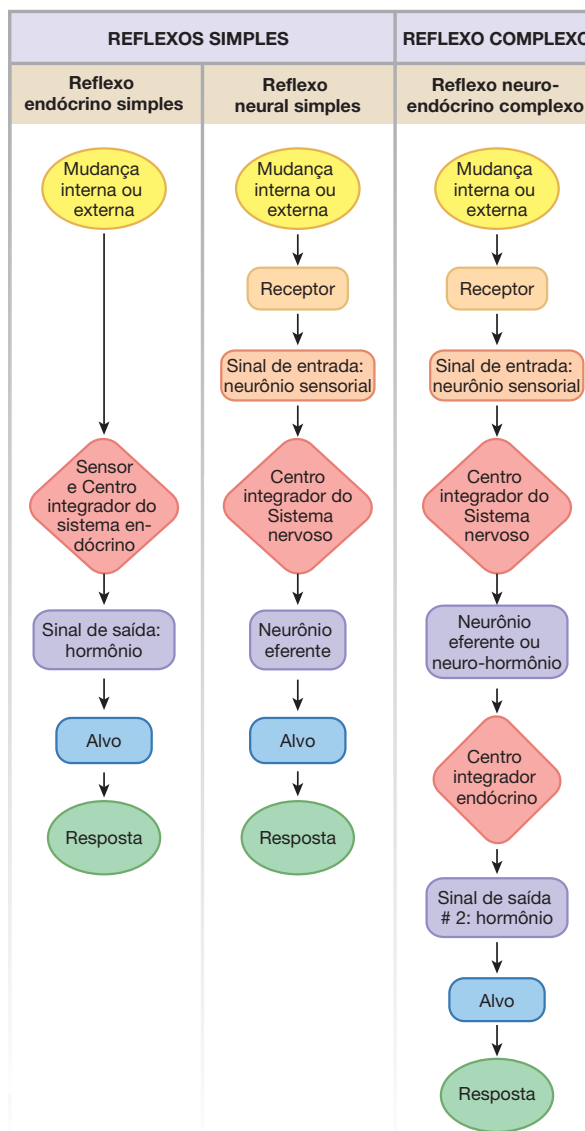 REFLEXOS SIMPLES
REFLEXO COMPLEXO
Reflexo
endócrino simples
Reflexo
neural simples
Reflexo neuro-
endócrino complexo
Mudança
interna ou
externa
Sensor
e Centro
integrador do
sistema en-
dócrino
Sinal de saída:
hormônio
Alvo
Resposta
Mudança
interna ou
externa
Receptor
Sinal de entrada:
neurônio sensorial
Centro
integrador do
Sistema
nervoso
Neurônio
eferente
Alvo
Resposta
Mudança
interna ou
externa
Receptor
Sinal de entrada:
neurônio sensorial
Centro
integrador do
Sistema
nervoso
Neurônio
eferente ou
neuro-hormônio
Centro
integrador
endócrino
Sinal de saída
# 2: hormônio
Alvo
Resposta